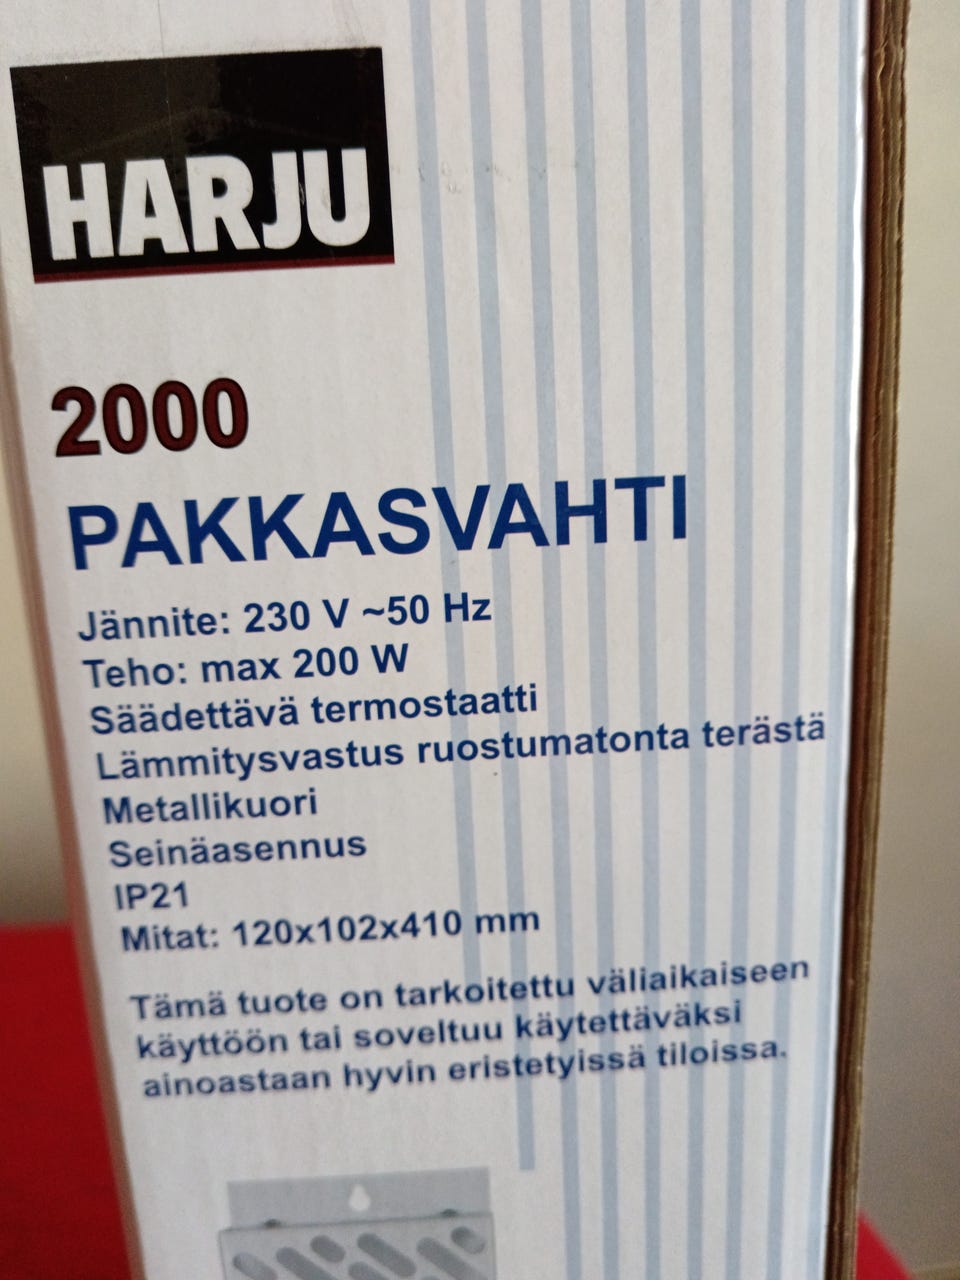 HARJU
2000
PAKKASVAHTI
Jännite: 230 V ~50 Hz
Teho: max 200 W
Säädettävä termostaatti
Lämmitysvastus ruostumatonta terästä
Metallikuori
Seinäasennus
IP21
Mitat: 120x102x410 mm
Tämä tuote on tarkoitettu väliaikaiseen
käyttöön tai soveltuu käytettäväksi
ainoastaan hyvin eristetyissä tiloissa.